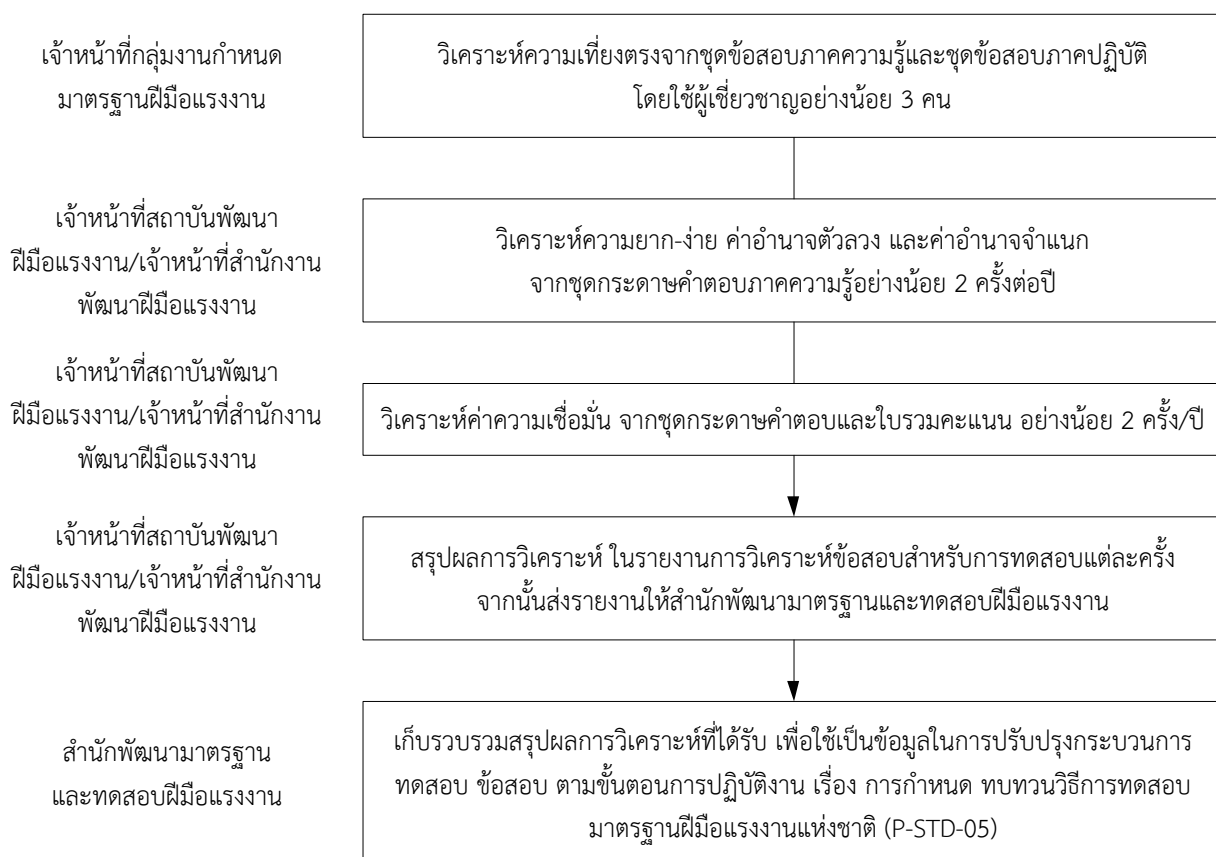 เจ้าหน้าที่กลุ่มงานกำหนด
มาตรฐานฝีมือแรงงาน
วิเคราะห์ความเที่ยงตรงจากชุดข้อสอบภาคความรู้และชุดข้อสอบภาคปฏิบัติ
โดยใช้ผู้เชี่ยวชาญอย่างน้อย 3 คน
เจ้าหน้าที่สถาบันพัฒนา
ฝีมือแรงงาน/เจ้าหน้าที่สำนักงาน
พัฒนาฝีมือแรงงาน
วิเคราะห์ความยาก-ง่าย ค่าอำนาจตัวลวง และค่าอำนาจจำแนก
จากชุดกระดาษคำตอบภาคความรู้อย่างน้อย 2 ครั้งต่อปี
เจ้าหน้าที่สถาบันพัฒนา
ฝีมือแรงงาน/เจ้าหน้าที่สำนักงาน
พัฒนาฝีมือแรงงาน
วิเคราะห์ค่าความเชื่อมั่น จากชุดกระดาษคำตอบและใบรวมคะแนน อย่างน้อย 2 ครั้ง/ปี
เจ้าหน้าที่สถาบันพัฒนา
ฝีมือแรงงาน/เจ้าหน้าที่สำนักงาน
พัฒนาฝีมือแรงงาน
สรุปผลการวิเคราะห์ ในรายงานการวิเคราะห์ข้อสอบสำหรับการทดสอบแต่ละครั้ง
จากนั้นส่งรายงานให้สำนักพัฒนามาตรฐานและทดสอบฝีมือแรงงาน
สำนักพัฒนามาตรฐาน
และทดสอบฝีมือแรงงาน
เก็บรวบรวมสรุปผลการวิเคราะห์ที่ได้รับ เพื่อใช้เป็นข้อมูลในการปรับปรุงกระบวนการ
ทดสอบ ข้อสอบ ตามขั้นตอนการปฏิบัติงาน เรื่อง การกำหนด ทบทวนวิธีการทดสอบ
มาตรฐานฝีมือแรงงานแห่งชาติ (P-STD-05)